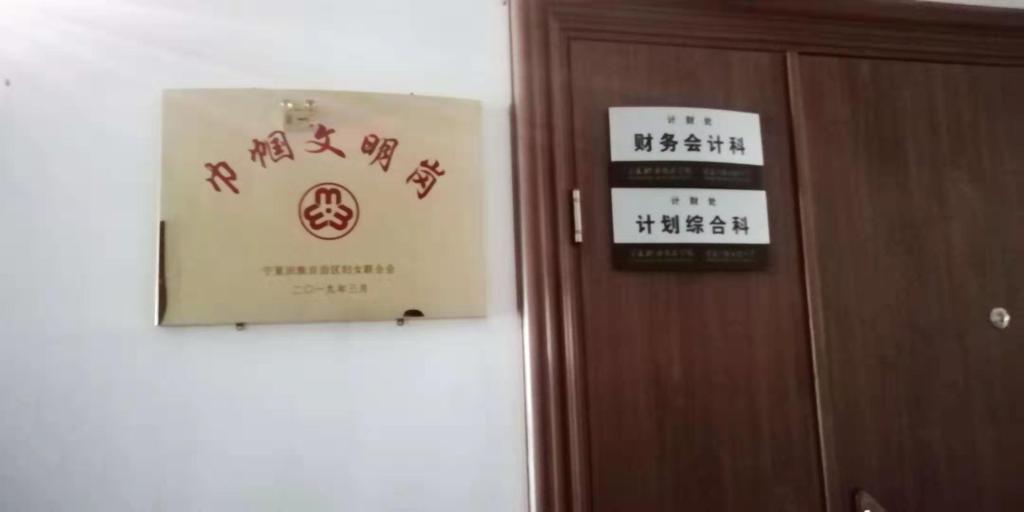 巾帼文明岗
宁夏回族自治区妇女联合会
二〇一九年三月
计财处
财务会计科
计财处
计划综合科